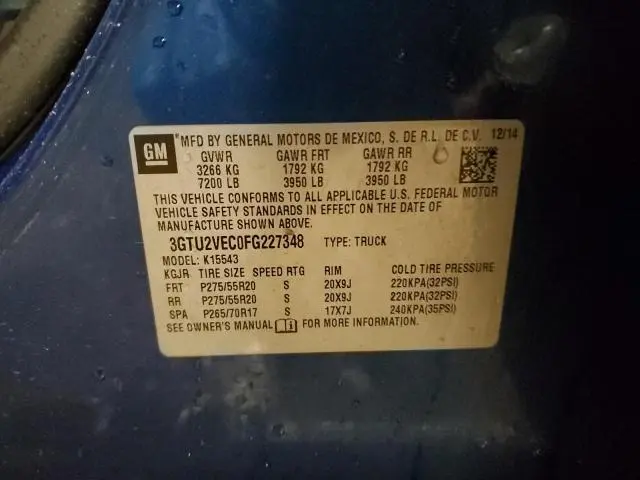 GM
MFD BY GENERAL MOTORS DE MEXICO, S. DE R.L. DE C.V. 12/14
GVWR GAWR FRT GAWR RR
3266 KG 1792 KG 1792 KG
7200 LB 3950 LB 3950 LB
THIS VEHICLE CONFORMS TO ALL APPLICABLE U.S. FEDERAL MOTOR
VEHICLE SAFETY STANDARDS IN EFFECT ON THE DATE OF
MANUFACTURE SHOWN ABOVE.
3GTU2VEC0FG227348 TYPE: TRUCK
MODEL: K15543
KGJR TIRE SIZE SPEED RTG RIM COLD TIRE PRESSURE
FRT P275/55R20 S 20X9J 220KPA(32PSI)
RR P275/55R20 S 20X9J 220KPA(32PSI)
SPA P265/70R17 S 17X7J 240KPA(35PSI)
SEE OWNER'S MANUAL FOR MORE INFORMATION.